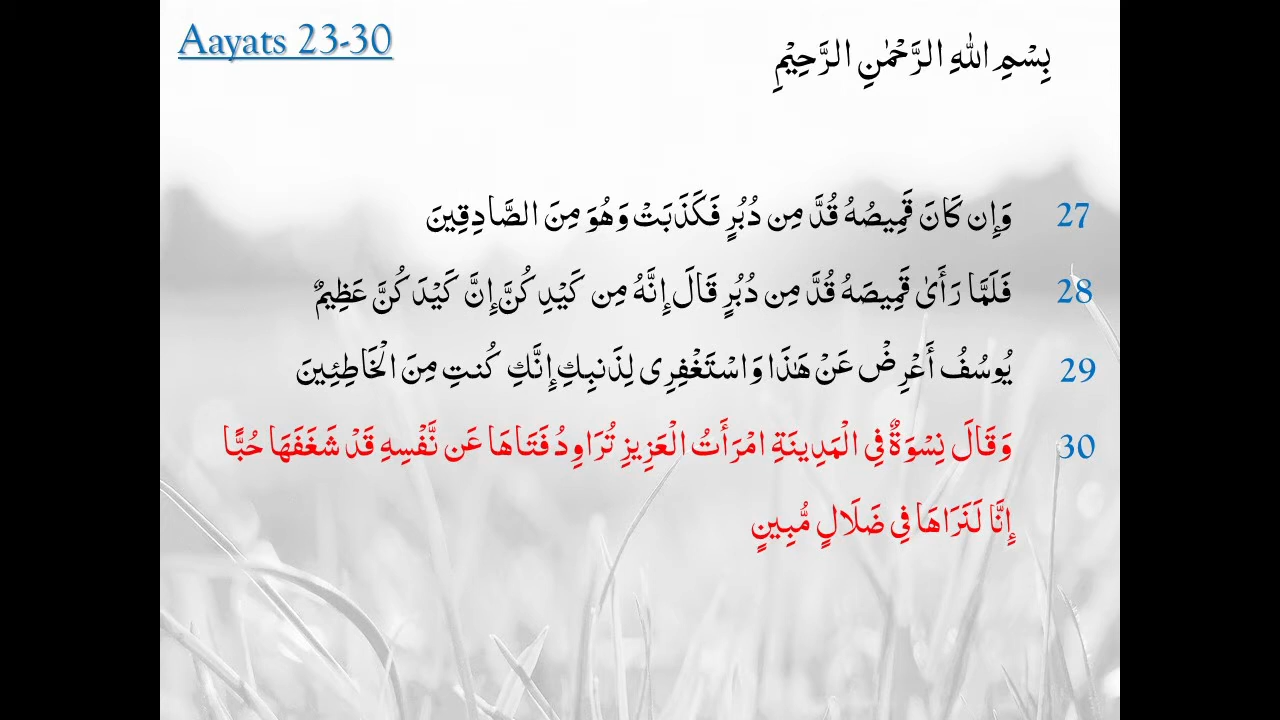 Aayats 23-30
بِسْمِ اللهِ الرَّحْمٰنِ الرَّحِيْمِ
27 وَإِن كَانَ قَمِيصُهُ قُدَّ مِن دُبُرٍ فَكَذَبَتْ وَهُوَ مِنَ الصَّادِقِينَ
28 فَلَمَّا رَأَىٰ قَمِيصَهُ قُدَّ مِن دُبُرٍ قَالَ إِنَّهُ مِن كَيْدِكُنَّ إِنَّ كَيْدَكُنَّ عَظِيمٌ
29 يُوسُفُ أَعْرِضْ عَنْ هَٰذَا وَاسْتَغْفِرِى لِذَنبِكِ إِنَّكِ كُنتِ مِنَ الْخَاطِئِينَ
30 وَقَالَ نِسْوَةٌ فِي الْمَدِينَةِ امْرَأَتُ الْعَزِيزِ تُرَاوِدُ فَتَاهَا عَن نَّفْسِهِ قَدْ شَغَفَهَا حُبًّا
إِنَّا لَنَرَاهَا فِي ضَلَالٍ مُّبِينٍ